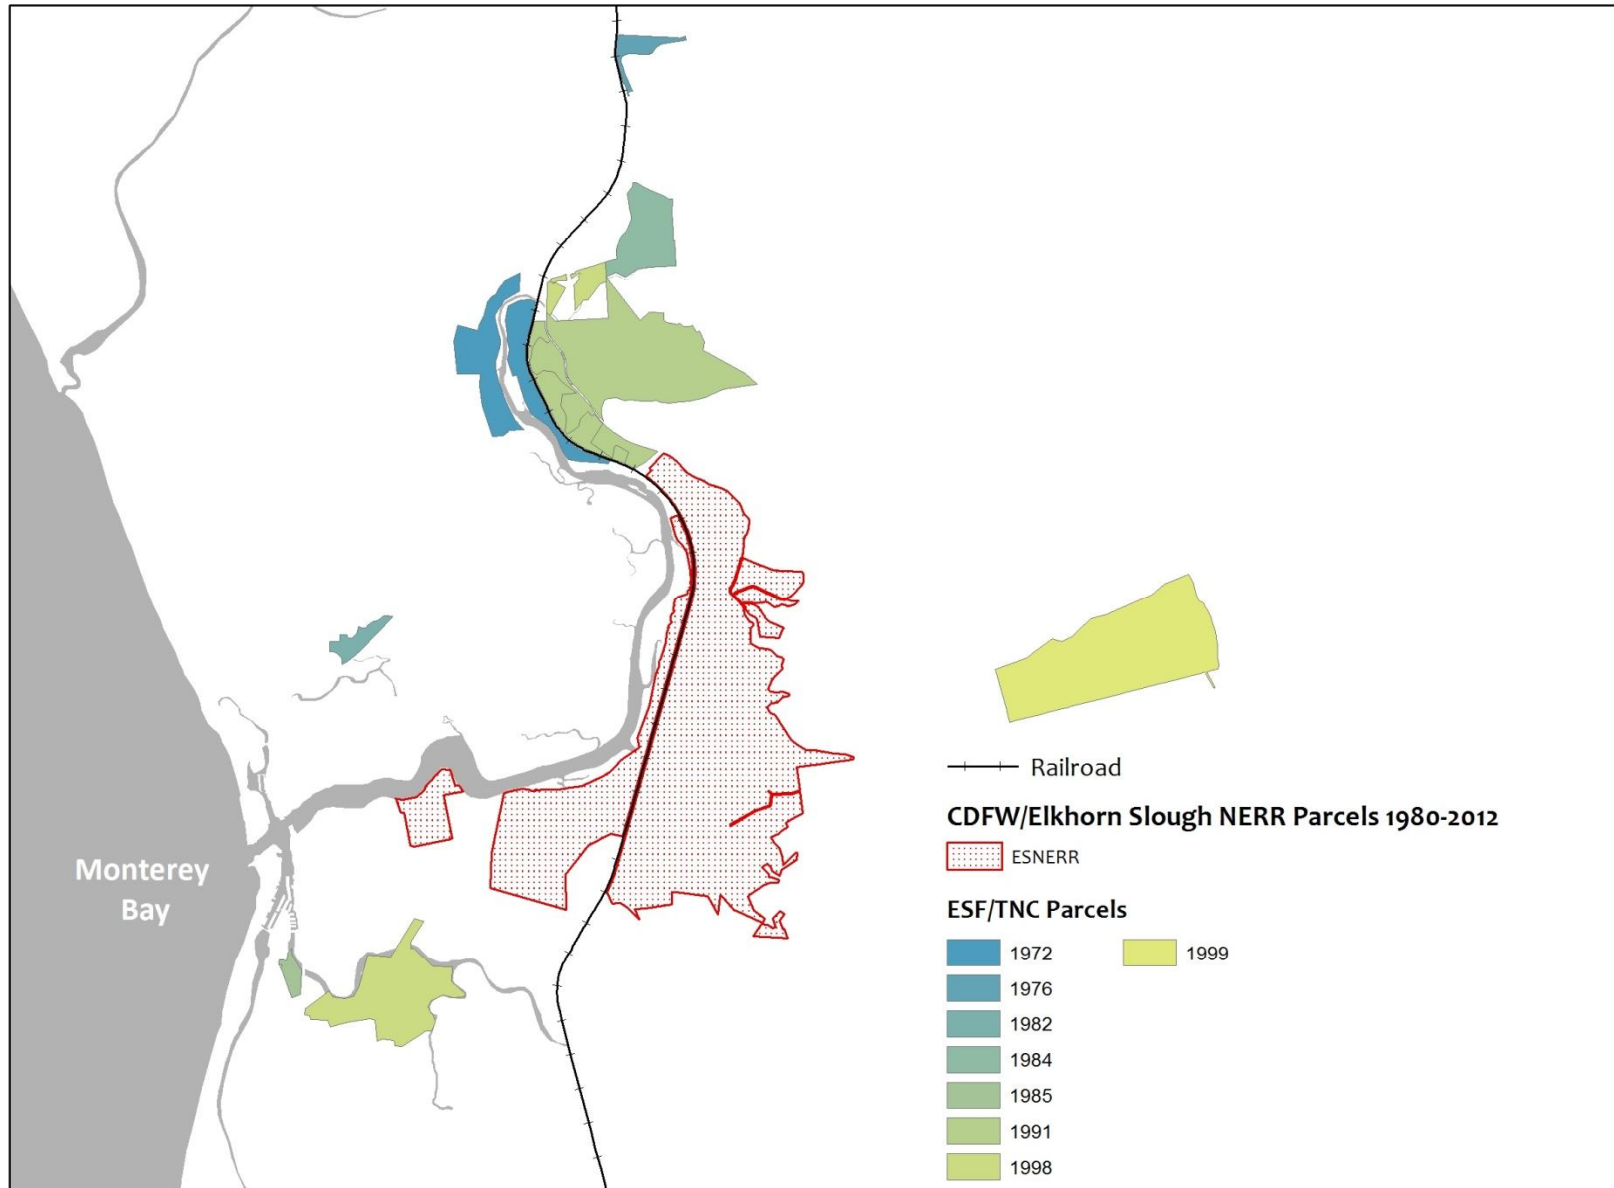 Monterey
Bay
Railroad
CDFW/Elkhorn Slough NERR Parcels 1980-2012
ESNERR
ESF/TNC Parcels
1972
1999
1976
1982
1984
1985
1991
1998